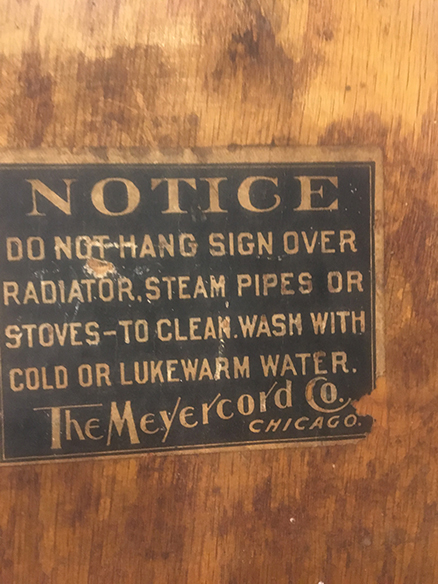 NOTICE
DO NOT HANG SIGN OVER
RADIATOR, STEAM PIPES OR
STOVES-TO CLEAN, WASH WITH
COLD OR LUKEWARM WATER.
The Meyercord Co.
CHICAGO.